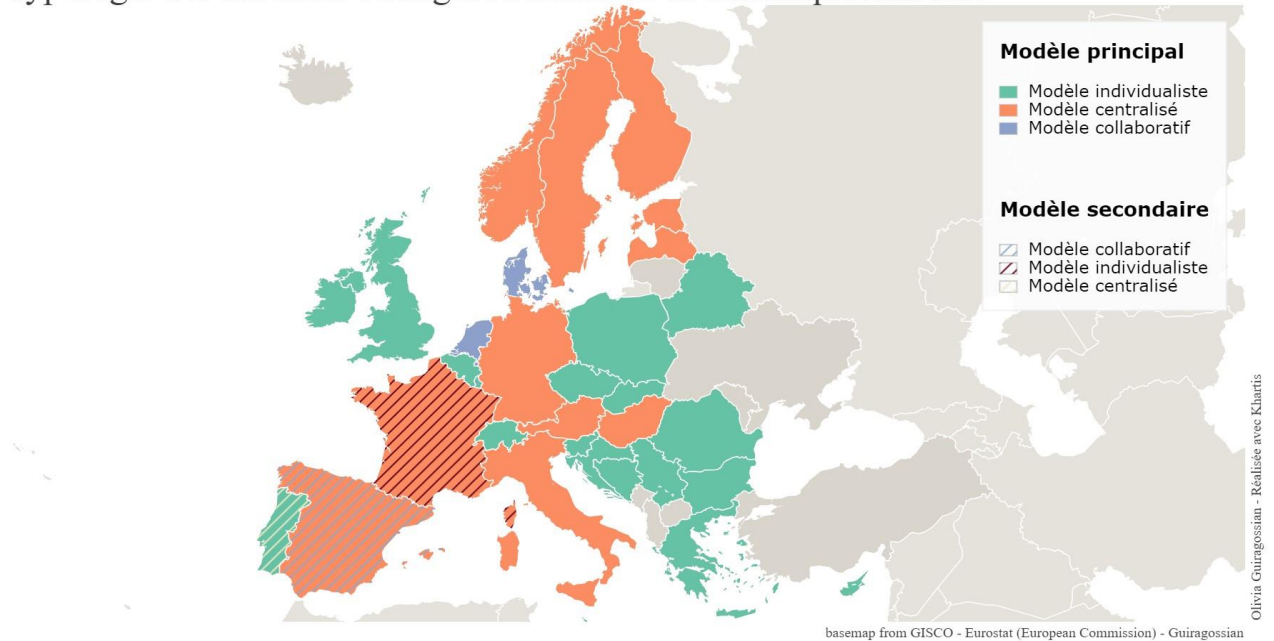 Modèle principal
Modèle individualiste
Modèle centralisé
Modèle collaboratif
Modèle secondaire
Modèle collaboratif
Modèle individualiste
Modèle centralisé
Olivia Guiragossian - Réalisée avec Khartis
basemap from GISCO - Eurostat (European Commission) - Guiragossian